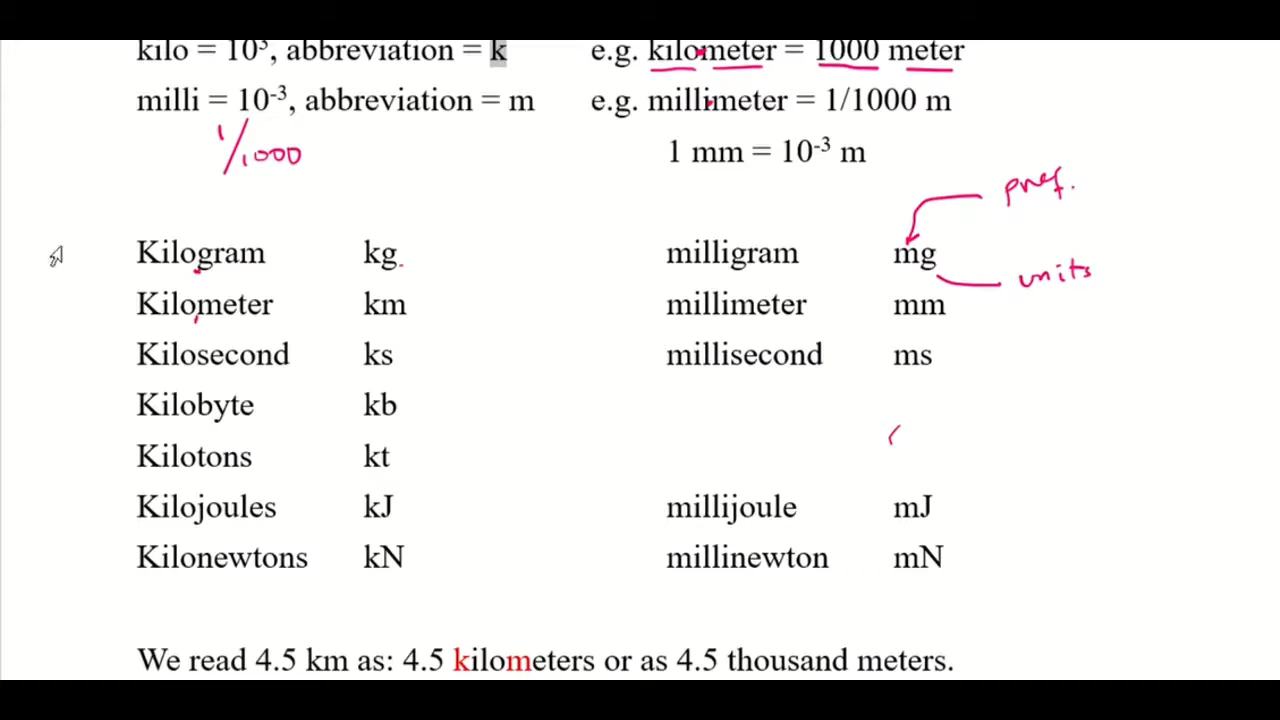 kilo = 10³, abbreviation = k e.g. kilometer = 1000 meter
milli = 10⁻³, abbreviation = m e.g. millimeter = 1/1000 m
1/1000
1 mm = 10⁻³ m
pref.
Kilogram kg milligram mg
units
Kilometer km millimeter mm
Kilosecond ks millisecond ms
Kilobyte kb
Kilotons kt
Kilojoules kJ millijoule mJ
Kilonewtons kN millinewton mN
We read 4.5 km as: 4.5 kilometers or as 4.5 thousand meters.